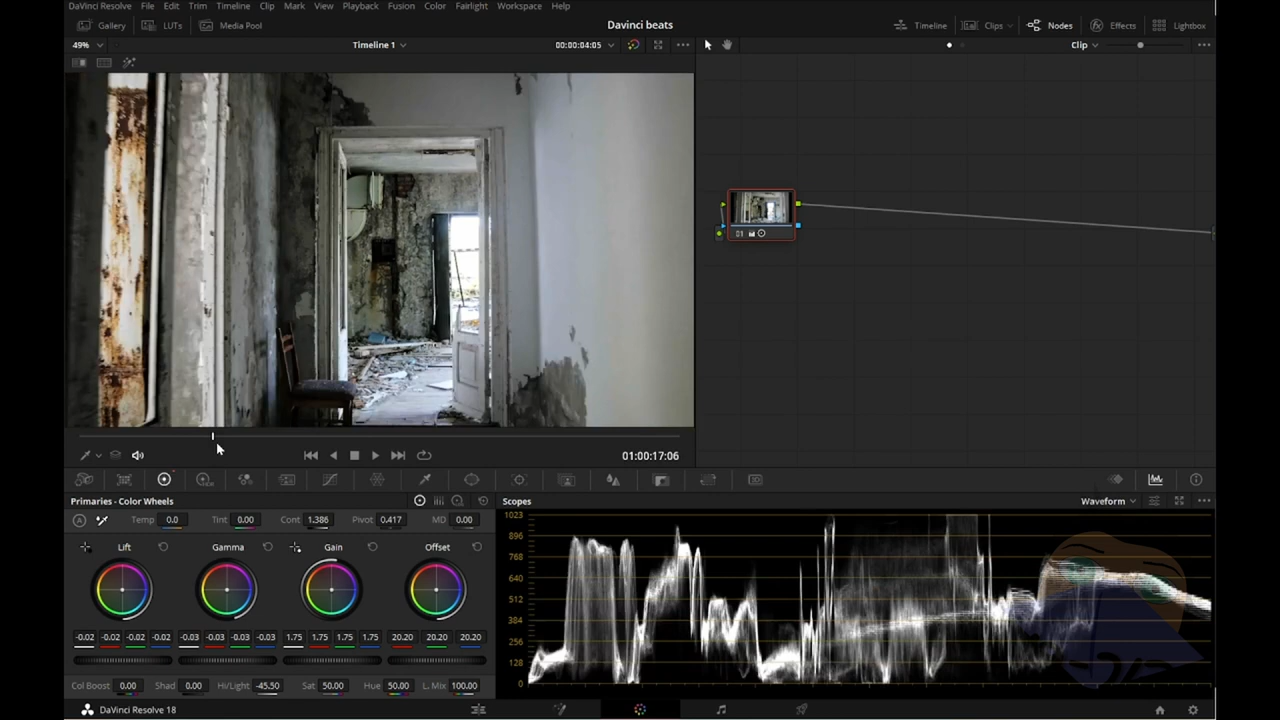 DaVinci Resolve File Edit Trim Timeline Clip Mark View Playback Fusion Color Fairlight Workspace Help
Gallery LUTs Media Pool Davinci beats Timeline Clips Nodes Effects Lightbox
49% Timeline 1 00:00:04:05 Clip
01
01:00:17:06
Primaries - Color Wheels Scopes Waveform
A Temp 0.0 Tint 0.00 Cont 1.386 Pivot 0.417 MD 0.00
Lift Gamma Gain Offset
-0.02 -0.02 -0.02 -0.02 -0.03 -0.03 -0.03 -0.03 1.75 1.75 1.75 1.75 20.20 20.20 20.20
Col Boost 0.00 Shad 0.00 Hi/Light -45.50 Sat 50.00 Hue 50.00 L. Mix 100.00
1023
896
768
640
512
384
256
128
0
DaVinci Resolve 18